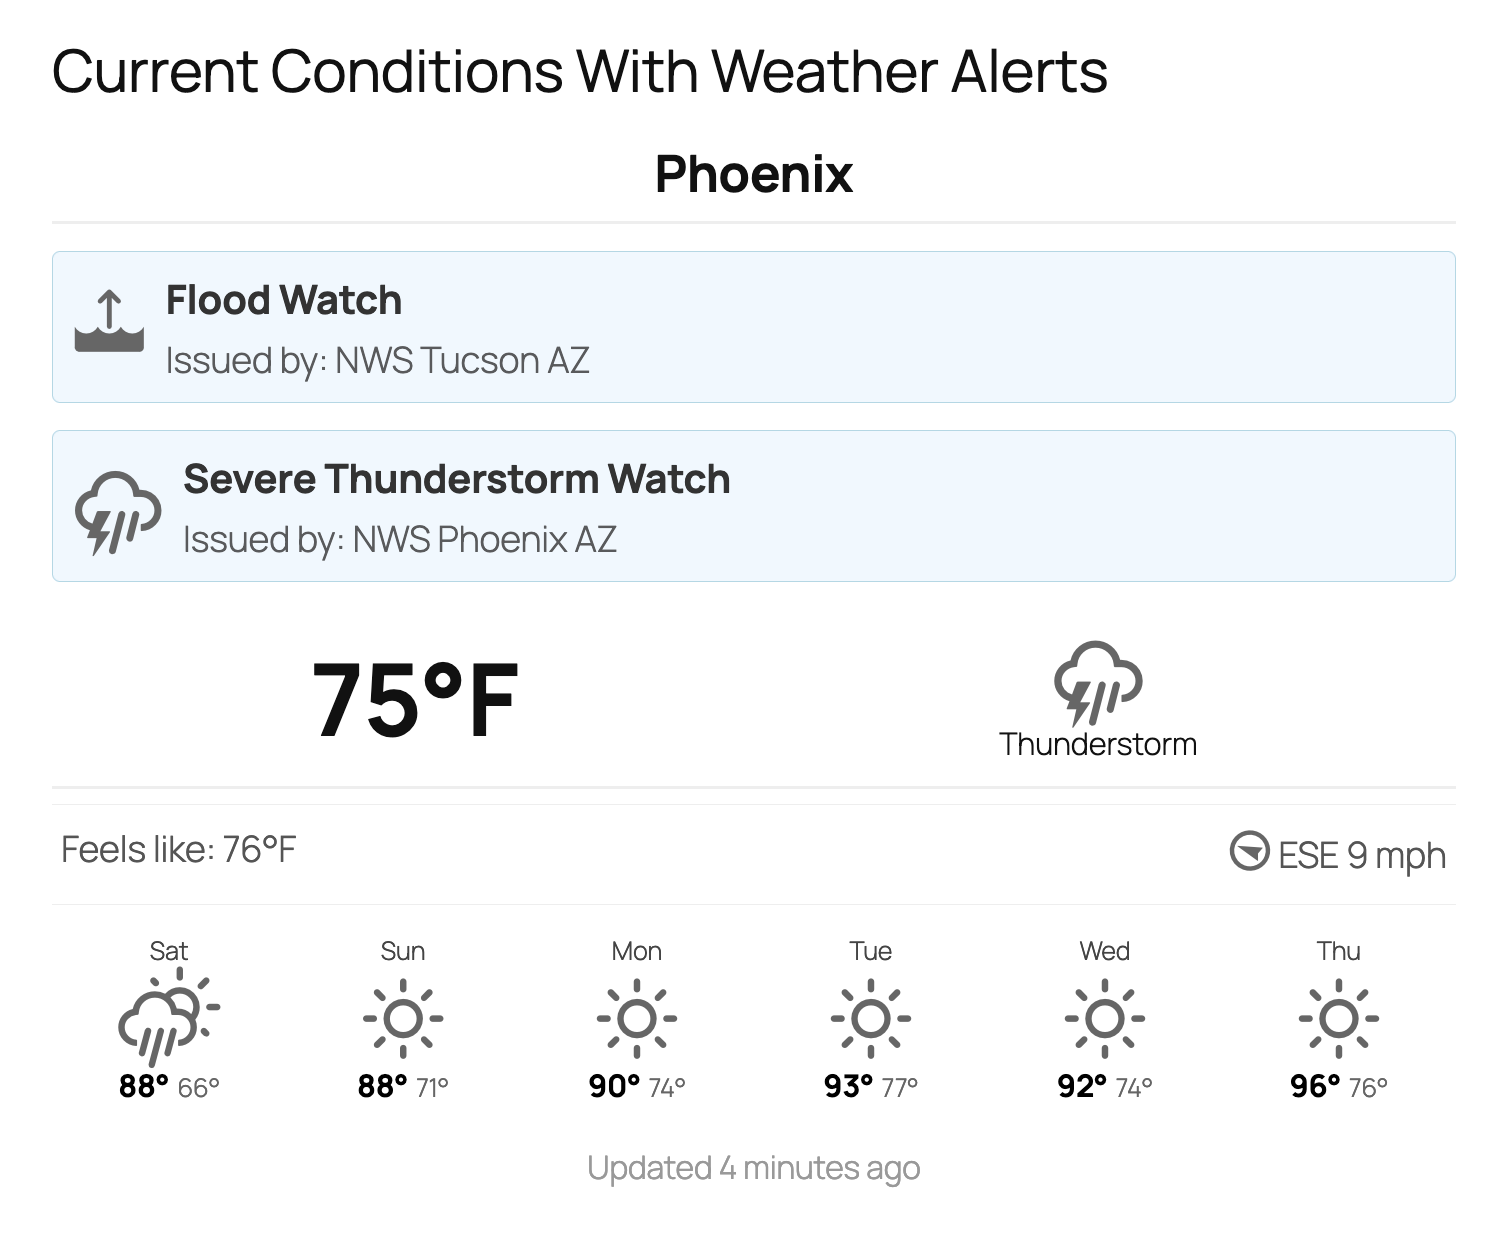 Current Conditions With Weather Alerts
Phoenix
Flood Watch
Issued by: NWS Tucson AZ
Severe Thunderstorm Watch
Issued by: NWS Phoenix AZ
75°F
Thunderstorm
Feels like: 76°F
ESE 9 mph
Sat Sun Mon Tue Wed Thu
88° 66° 88° 71° 90° 74° 93° 77° 92° 74° 96° 76°
Updated 4 minutes ago